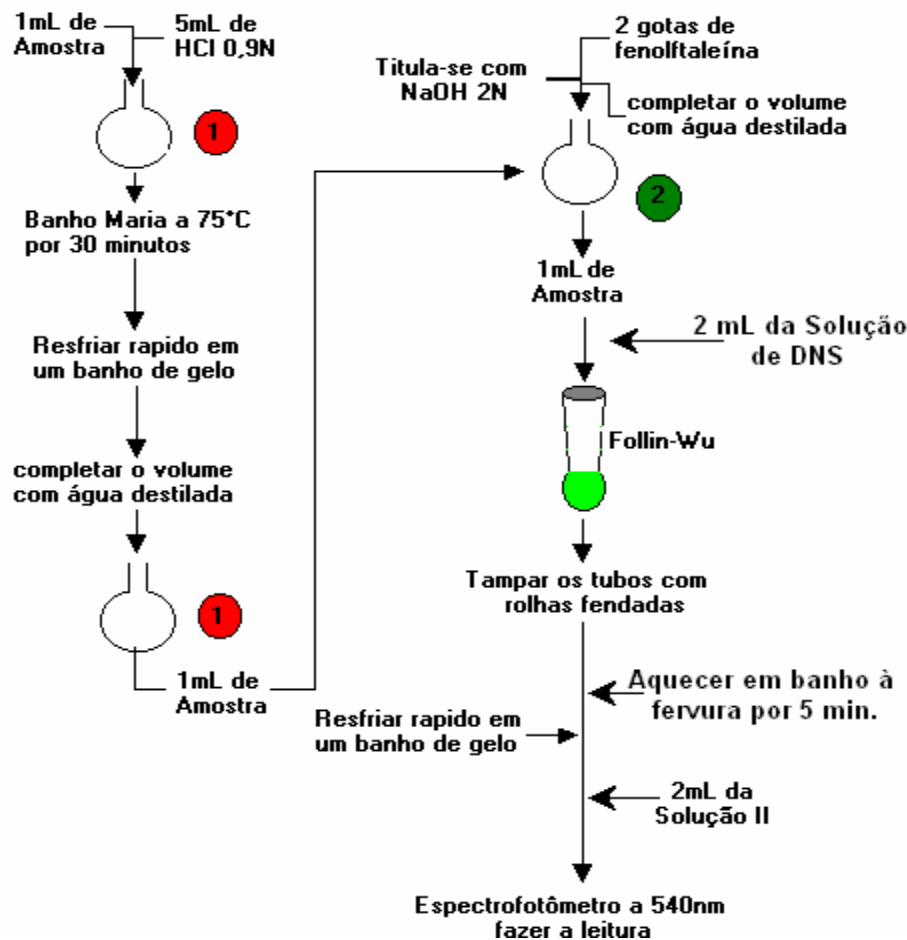 1mL de
Amostra
5mL de
HCl 0,9N
1
Banho Maria a 75*C
por 30 minutos
Resfriar rapido em
um banho de gelo
completar o volume
com água destilada
1
1mL de
Amostra
2 gotas de
fenolftaleína
Titula-se com
NaOH 2N
completar o volume
com água destilada
2
1mL de
Amostra
2 mL da Solução
de DNS
Follin-Wu
Tampar os tubos com
rolhas fendadas
Aquecer em banho à
fervura por 5 min.
Resfriar rapido em
um banho de gelo
2mL da
Solução II
Espectrofotômetro a 540nm
fazer a leitura